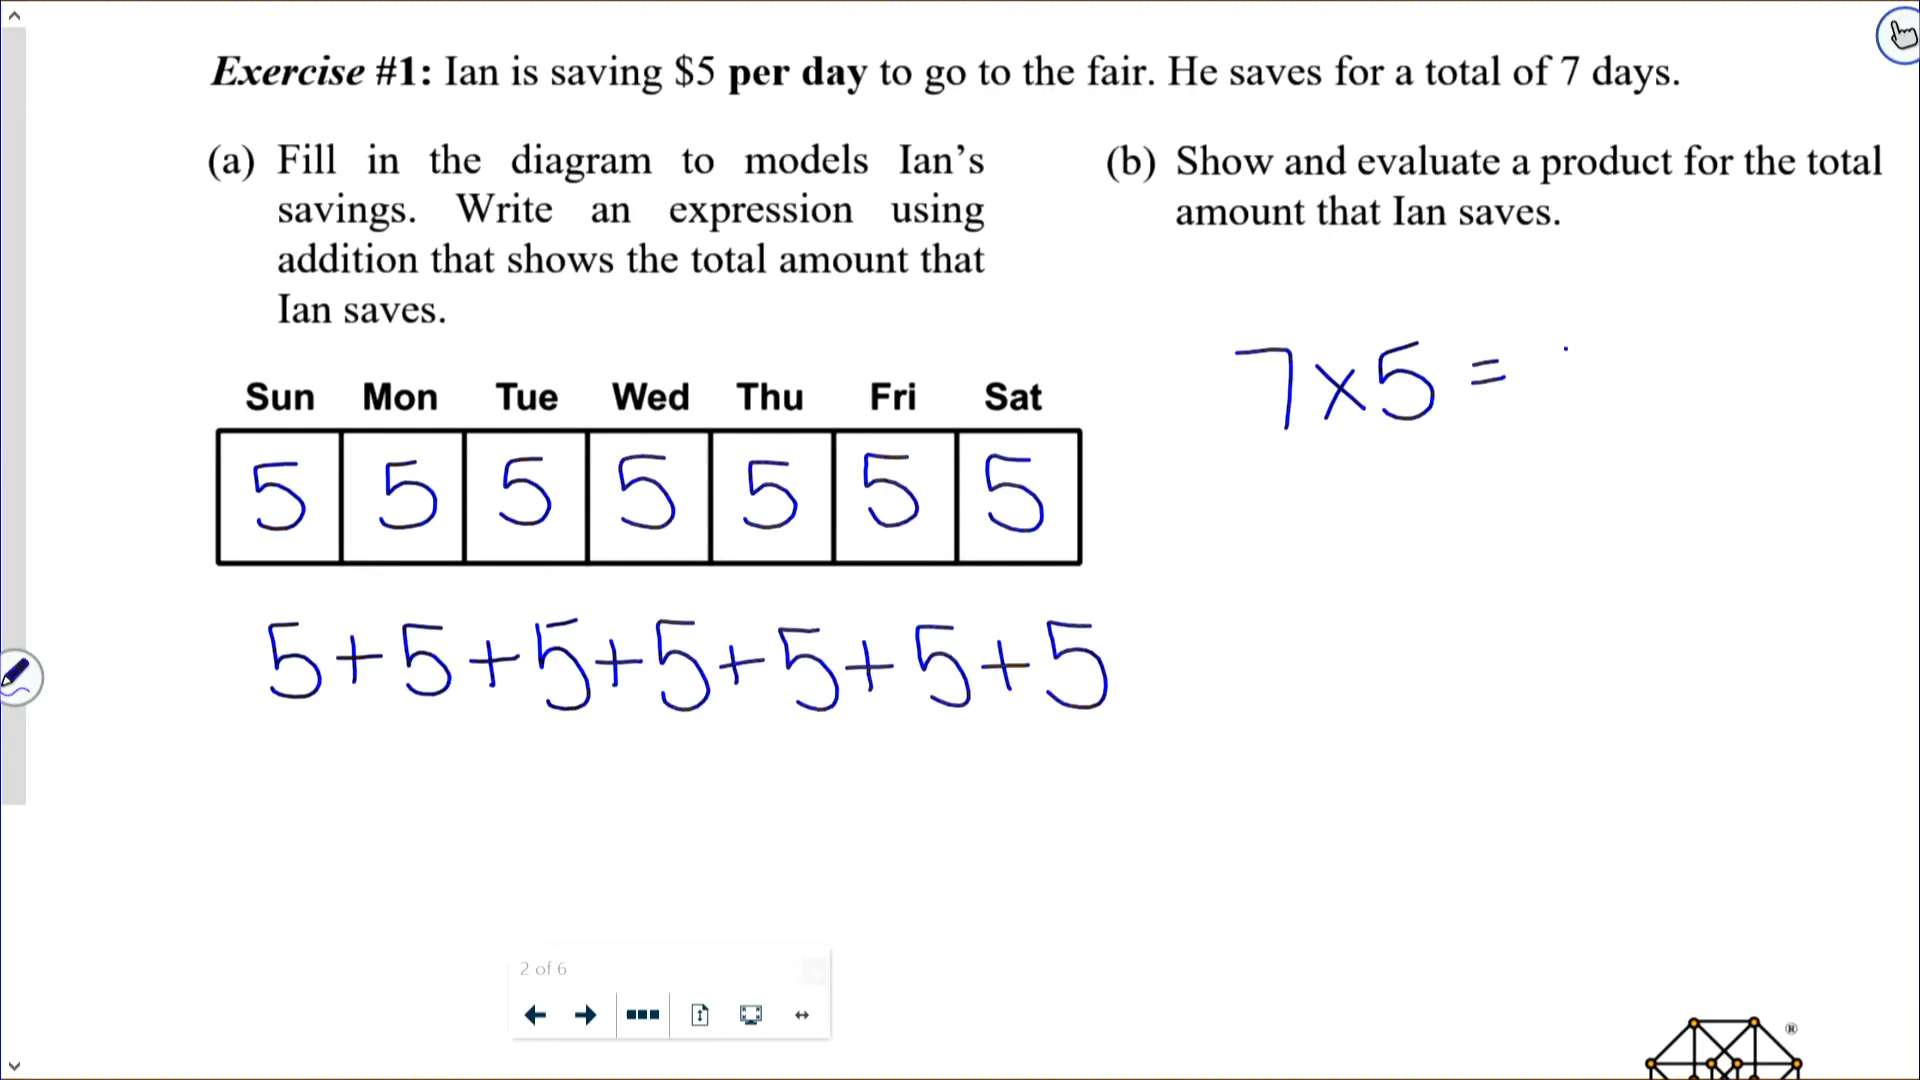 Exercise #1: Ian is saving $5 per day to go to the fair. He saves for a total of 7 days.
(a) Fill in the diagram to models Ian's
savings. Write an expression using
addition that shows the total amount that
Ian saves.
Sun Mon Tue Wed Thu Fri Sat
5 5 5 5 5 5 5
5+5+5+5+5+5+5
(b) Show and evaluate a product for the total
amount that Ian saves.
7×5=
2 of 6
®